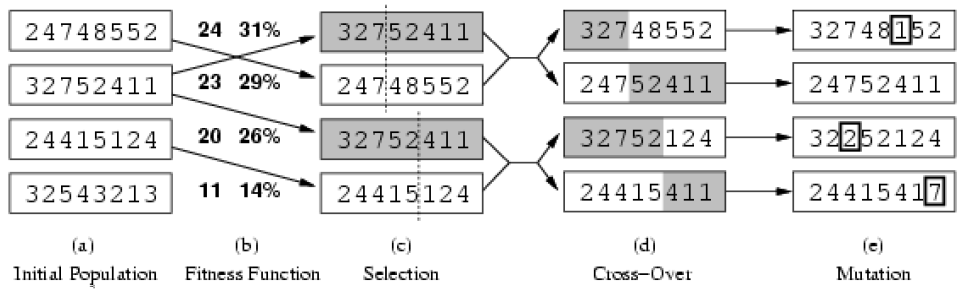 24748552 24 31% 32752411 32748552 32748152
32752411 23 29% 24748552 24752411 24752411
24415124 20 26% 32752411 32752124 32252124
32543213 11 14% 24415124 24415411 24415417
(a) (b) (c) (d) (e)
Initial Population Fitness Function Selection Cross-Over Mutation